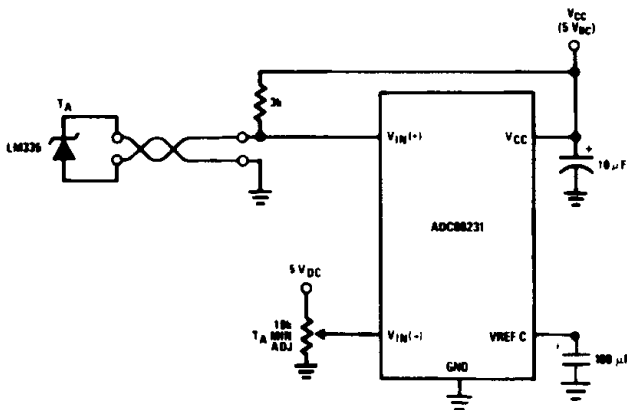 VCC
(5 VDC)
TA
3k
LM335
VIN(+)
VCC
+
10 μF
ADC08231
5 VDC
10k
TA MIN
ADJ
VIN(-)
VREF C
100 μF
GND